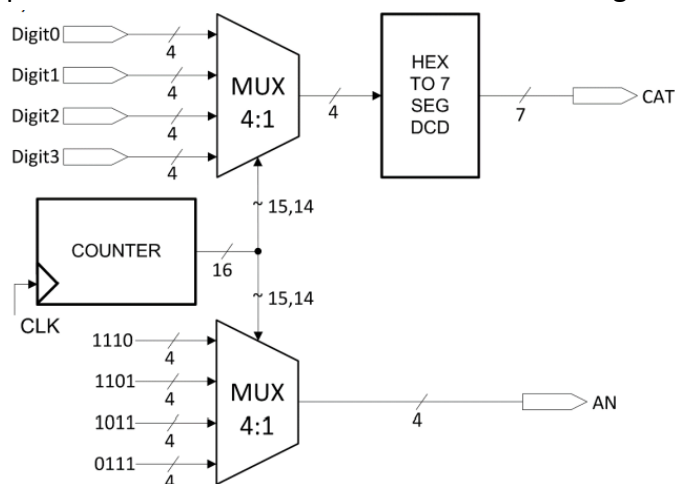 Digit0
4
Digit1
4
Digit2
4
Digit3
4
MUX
4:1
4
HEX
TO 7
SEG
DCD
7
CAT
~ 15,14
COUNTER
16
CLK
~ 15,14
1110
4
1101
4
1011
4
0111
4
MUX
4:1
4
AN